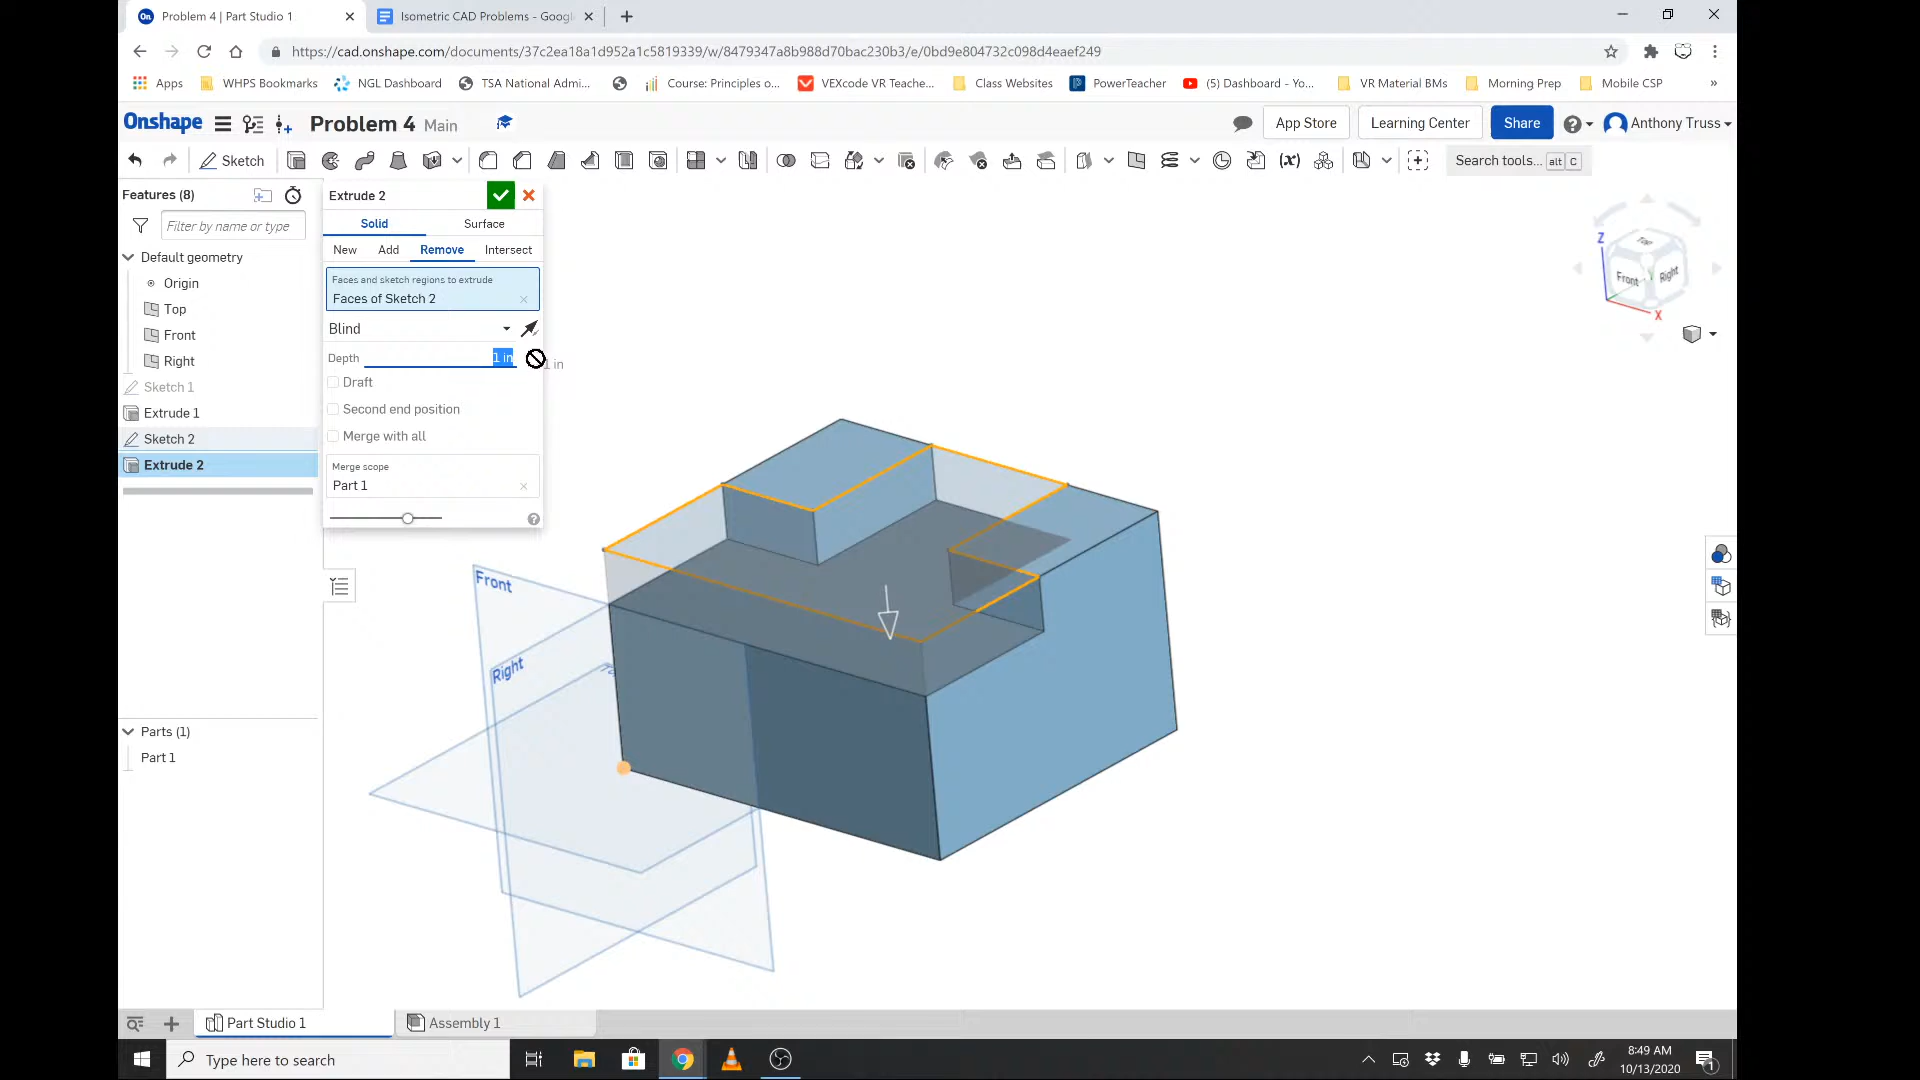 Problem 4 | Part Studio 1
Isometric CAD Problems - Googl
https://cad.onshape.com/documents/37c2ea18a1d952a1c5819339/w/8479347a8b988d70bac230b3/e/0bd9e804732c098d4eaef249
Apps WHPS Bookmarks NGL Dashboard TSA National Admi... Course: Principles o... VEXcode VR Teache... Class Websites PowerTeacher (5) Dashboard - Yo... VR Material BMs Morning Prep Mobile CSP »
Onshape Problem 4 Main App Store Learning Center Share Anthony Truss
Sketch (x) Search tools... alt C
Features (8)
Filter by name or type
Default geometry
Origin
Top
Front
Right
Sketch 1
Extrude 1
Sketch 2
Extrude 2
Parts (1)
Part 1
Extrude 2
Solid Surface
New Add Remove Intersect
Faces and sketch regions to extrude
Faces of Sketch 2
Blind
Depth 1 in
1 in
Draft
Second end position
Merge with all
Merge scope
Part 1
Front
Right
Z
Top
Front Right
X
Part Studio 1 Assembly 1
Type here to search
8:49 AM
10/13/2020
1